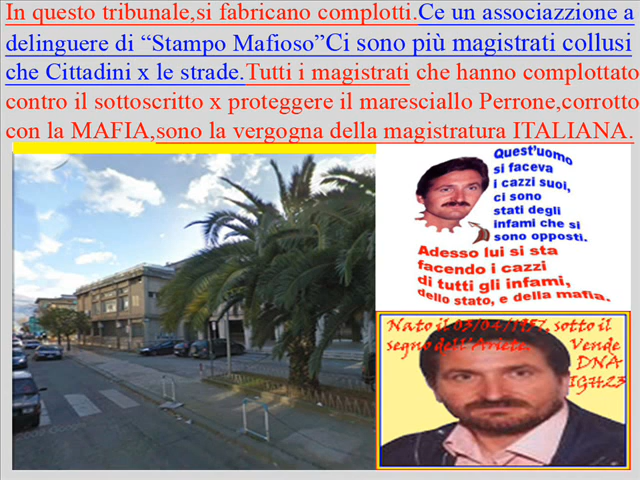 In questo tribunale,si fabricano complotti.Ce un associazzione a
delinguere di “Stampo Mafioso”Ci sono più magistrati collusi
che Cittadini x le strade.Tutti i magistrati che hanno complottato
contro il sottoscritto x proteggere il maresciallo Perrone,corrotto
con la MAFIA,sono la vergogna della magistratura ITALIANA.
Quest'uomo
si faceva
i cazzi suoi,
ci sono
stati degli
infami che si
sono opposti.
Adesso lui si sta
facendo i cazzi
di tutti gli infami,
dello stato, e della mafia.
Nato il 03/04/1957, sotto il
segno dell'Ariete. Vende
DNA
IGH23